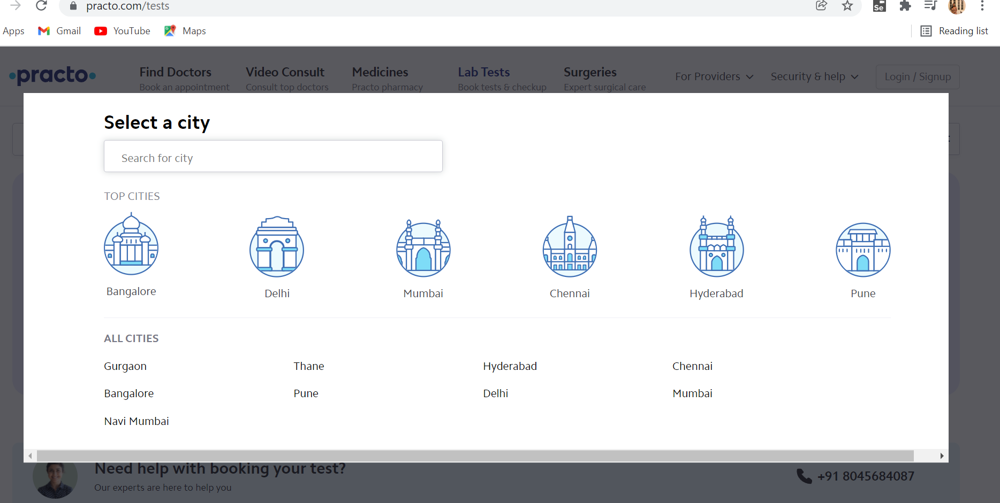 practo.com/tests
Se
Apps Gmail YouTube Maps Reading list
practo
Find Doctors Video Consult Medicines Lab Tests Surgeries For Providers Security & help Login / Signup
Book an appointment Consult top doctors Practo pharmacy Book tests & checkup Expert surgical care
Select a city
Search for city
TOP CITIES
Bangalore Delhi Mumbai Chennai Hyderabad Pune
ALL CITIES
Gurgaon Thane Hyderabad Chennai
Bangalore Pune Delhi Mumbai
Navi Mumbai
Need help with booking your test?
Our experts are here to help you
+91 8045684087